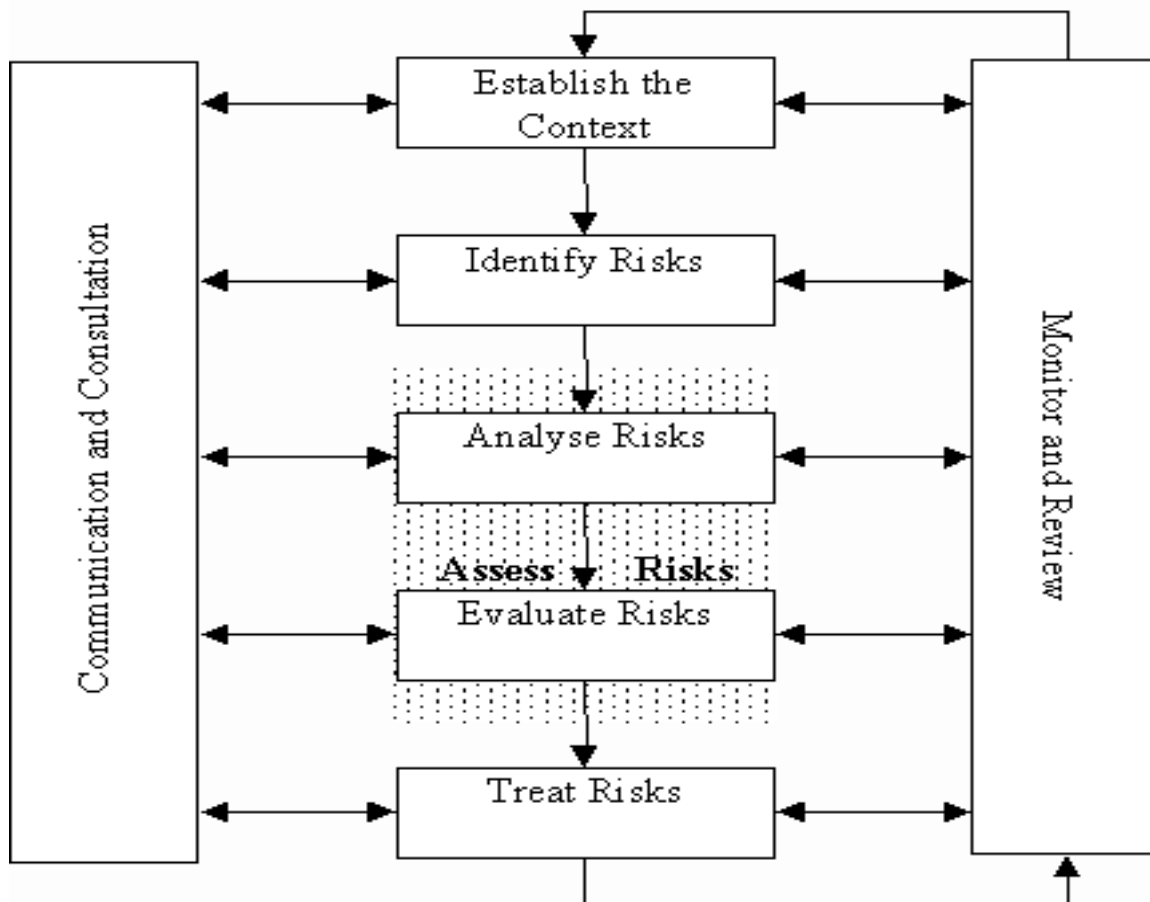 Establish the
Context
Identify Risks
Analyse Risks
Assess Risks
Evaluate Risks
Treat Risks
Communication and Consultation
Monitor and Review